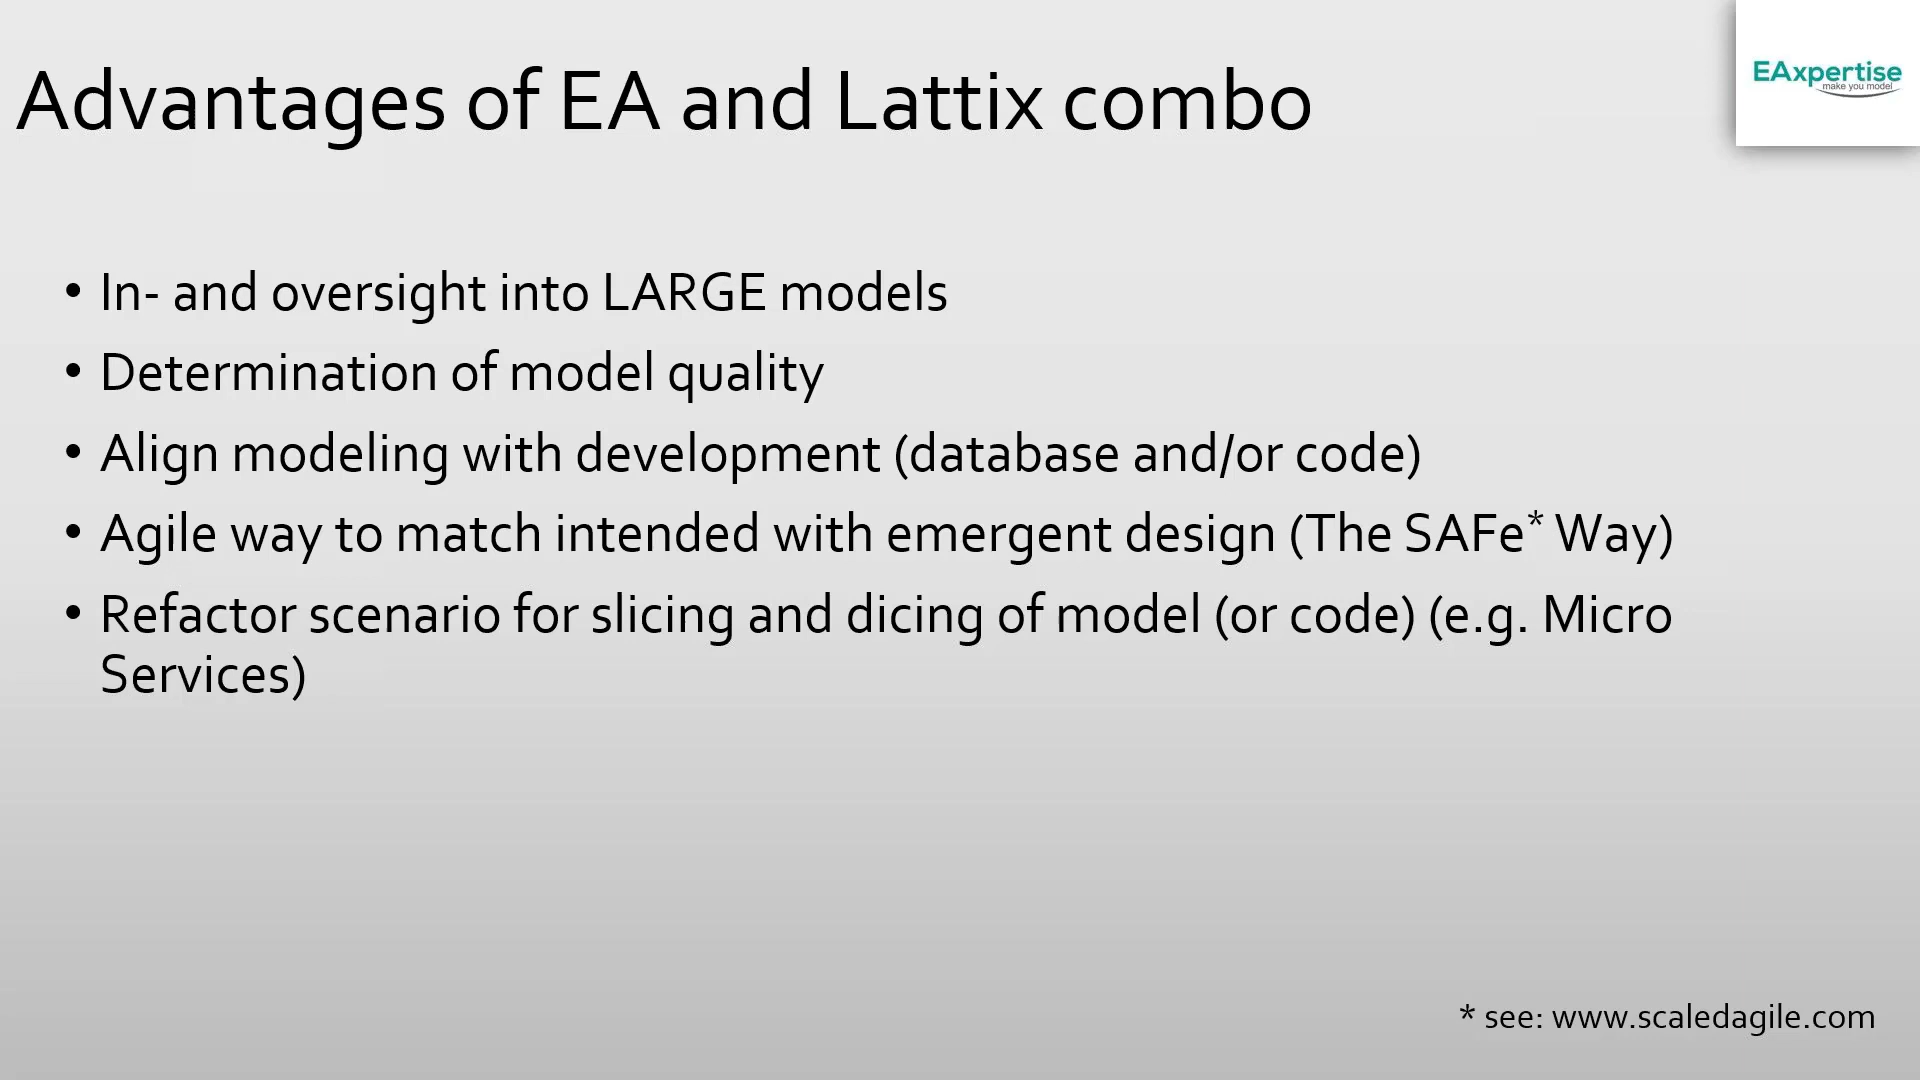 Advantages of EA and Lattix combo
EAxpertise
make you model
• In- and oversight into LARGE models
• Determination of model quality
• Align modeling with development (database and/or code)
• Agile way to match intended with emergent design (The SAFe* Way)
• Refactor scenario for slicing and dicing of model (or code) (e.g. Micro
Services)
* see: www.scaledagile.com